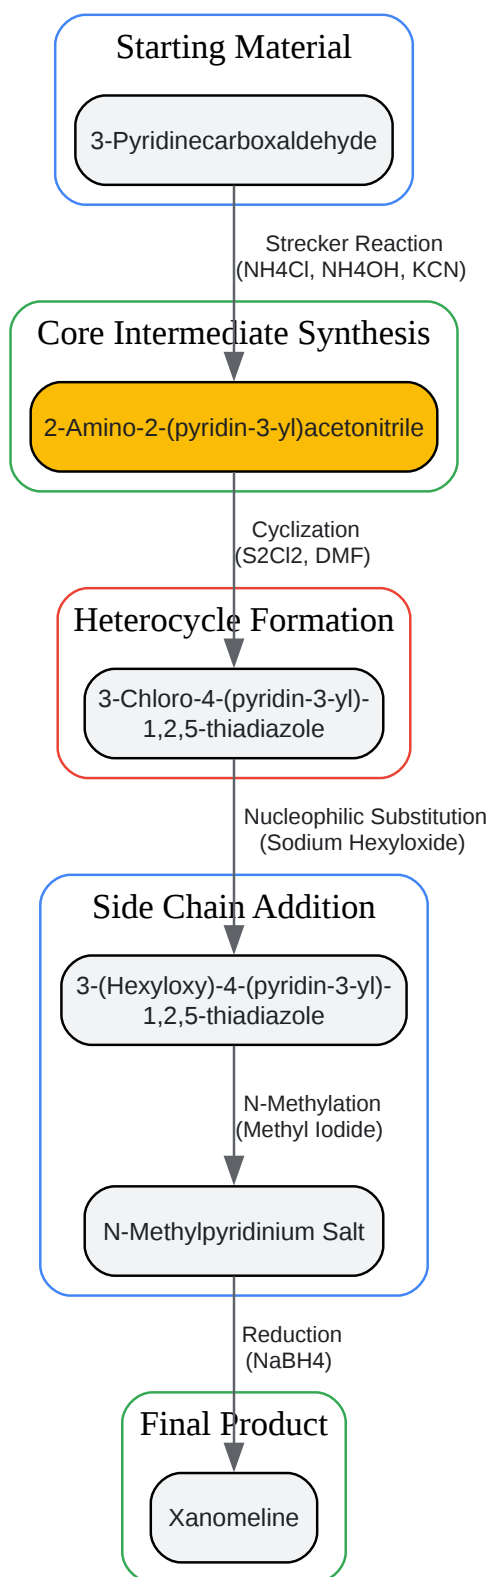 Starting Material
3-Pyridinecarboxaldehyde
Strecker Reaction
(NH4Cl, NH4OH, KCN)
Core Intermediate Synthesis
2-Amino-2-(pyridin-3-yl)acetonitrile
Cyclization
(S2Cl2, DMF)
Heterocycle Formation
3-Chloro-4-(pyridin-3-yl)-
1,2,5-thiadiazole
Nucleophilic Substitution
(Sodium Hexyloxide)
Side Chain Addition
3-(Hexyloxy)-4-(pyridin-3-yl)-
1,2,5-thiadiazole
N-Methylation
(Methyl Iodide)
N-Methylpyridinium Salt
Reduction
(NaBH4)
Final Product
Xanomeline